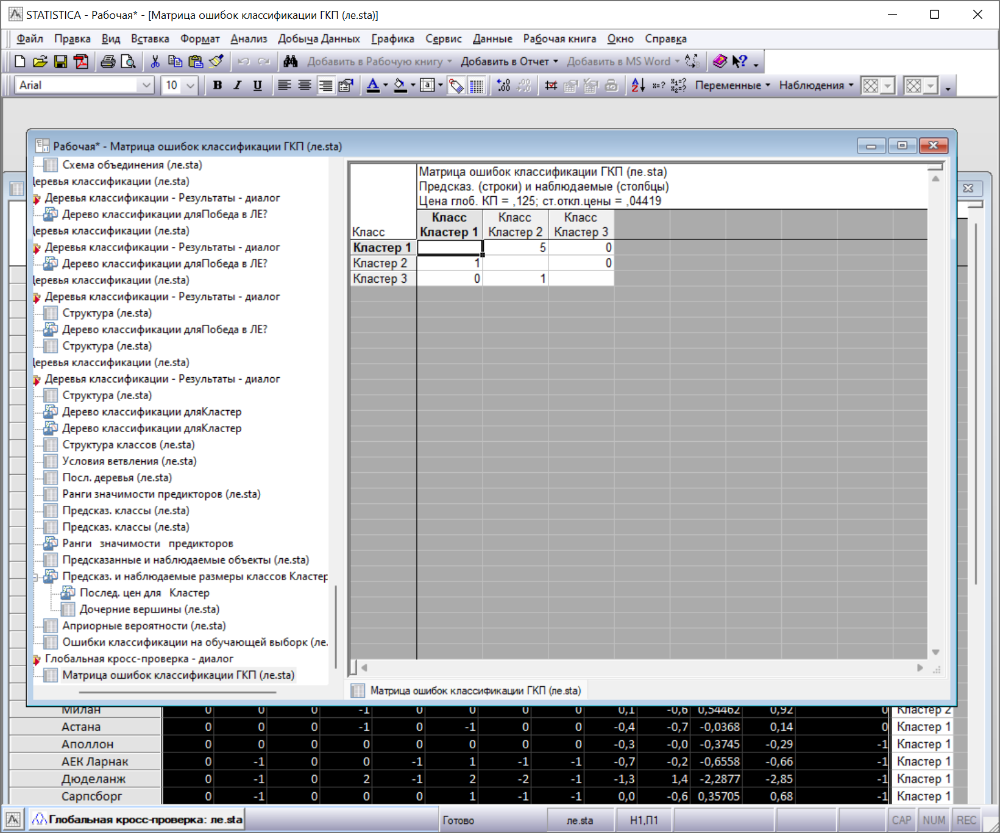 STATISTICA - Рабочая* - [Матрица ошибок классификации ГКП (ле.sta)]
Файл Правка Вид Вставка Формат Анализ Добыча Данных Графика Сервис Данные Рабочая книга Окно Справка
Добавить в Рабочую книгу Добавить в Отчет Добавить в MS Word
Arial 10 B I U Переменные Наблюдения
Рабочая* - Матрица ошибок классификации ГКП (ле.sta)
Схема объединения (ле.sta)
деревья классификации (ле.sta)
Деревья классификации - Результаты - диалог
Дерево классификации дляПобеда в ЛЕ?
деревья классификации (ле.sta)
Деревья классификации - Результаты - диалог
Дерево классификации дляПобеда в ЛЕ?
деревья классификации (ле.sta)
Деревья классификации - Результаты - диалог
Структура (ле.sta)
Дерево классификации дляПобеда в ЛЕ?
Структура (ле.sta)
деревья классификации (ле.sta)
Деревья классификации - Результаты - диалог
Структура (ле.sta)
Дерево классификации дляКластер
Дерево классификации дляКластер
Структура классов (ле.sta)
Условия ветвления (ле.sta)
Посл. деревья (ле.sta)
Ранги значимости предикторов (ле.sta)
Предсказ. классы (ле.sta)
Предсказ. классы (ле.sta)
Ранги значимости предикторов
Предсказанные и наблюдаемые объекты (ле.sta)
Предсказ. и наблюдаемые размеры классов Кластер
Послед. цен для Кластер
Дочерние вершины (ле.sta)
Априорные вероятности (ле.sta)
Ошибки классификации на обучающей выборк (ле.
Глобальная кросс-проверка - диалог
Матрица ошибок классификации ГКП (ле.sta)
Матрица ошибок классификации ГКП (ле.sta)
Предсказ. (строки) и наблюдаемые (столбцы)
Цена глоб. КП = ,125; ст.откл.цены = ,04419
Класс Класс Класс
Класс Кластер 1 Кластер 2 Кластер 3
Кластер 1 5 0
Кластер 2 1 0
Кластер 3 0 1
Матрица ошибок классификации ГКП (ле.sta)
Милан 0 0 0 -1 0 0 0 0 0,1 -0,6 0,54462 0,92 0 Кластер 2
Астана 0 0 0 -1 0 -1 0 0 -0,4 -0,7 -0,0368 0,14 0 Кластер 1
Аполлон 0 0 0 0 0 0 0 0 -0,3 -0,0 -0,3745 -0,29 -1 Кластер 1
АЕК Ларнак 0 -1 0 0 -1 1 -1 -1 -0,7 -0,2 -0,6558 -0,66 -1 Кластер 1
Дюделанж 0 -1 0 2 -1 2 -2 -1 -1,3 1,4 -2,2877 -2,85 -1 Кластер 1
Сарпсборг 0 -1 0 0 0 1 -1 -1 0,0 -0,6 0,35705 0,68 -1 Кластер 1
Глобальная кросс-проверка: ле.sta Готово ле.sta Н1,П1 CAP NUM REC